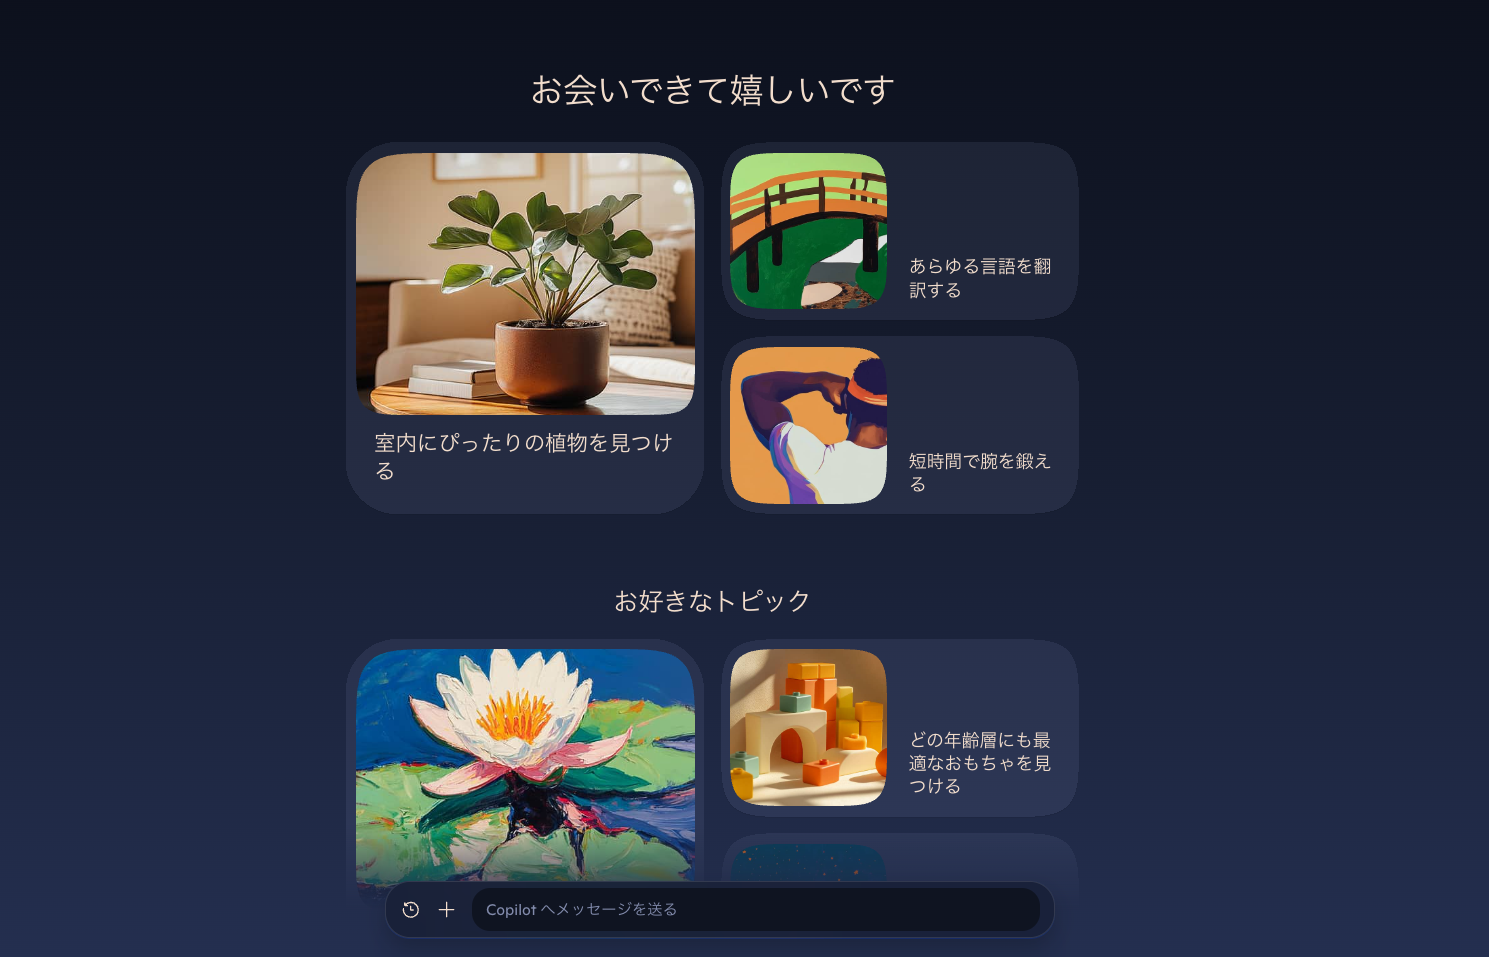 お会いできて嬉しいです
室内にぴったりの植物を見つけ
る
あらゆる言語を翻
訳する
短時間で腕を鍛え
る
お好きなトピック
どの年齢層にも最
適なおもちゃを見
つける
Copilot へメッセージを送る